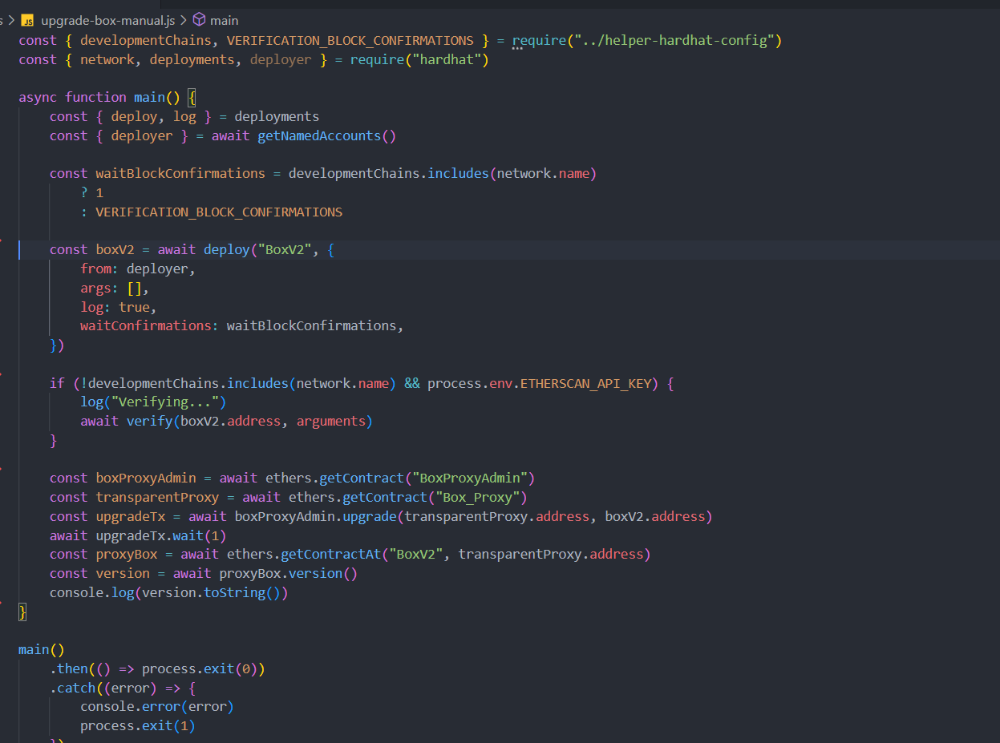 s > JS upgrade-box-manual.js > main
const { developmentChains, VERIFICATION_BLOCK_CONFIRMATIONS } = require("../helper-hardhat-config")
const { network, deployments, deployer } = require("hardhat")
async function main() {
const { deploy, log } = deployments
const { deployer } = await getNamedAccounts()
const waitBlockConfirmations = developmentChains.includes(network.name)
? 1
: VERIFICATION_BLOCK_CONFIRMATIONS
const boxV2 = await deploy("BoxV2", {
from: deployer,
args: [],
log: true,
waitConfirmations: waitBlockConfirmations,
})
if (!developmentChains.includes(network.name) && process.env.ETHERSCAN_API_KEY) {
log("Verifying...")
await verify(boxV2.address, arguments)
}
const boxProxyAdmin = await ethers.getContract("BoxProxyAdmin")
const transparentProxy = await ethers.getContract("Box_Proxy")
const upgradeTx = await boxProxyAdmin.upgrade(transparentProxy.address, boxV2.address)
await upgradeTx.wait(1)
const proxyBox = await ethers.getContractAt("BoxV2", transparentProxy.address)
const version = await proxyBox.version()
console.log(version.toString())
}
main()
.then(() => process.exit(0))
.catch((error) => {
console.error(error)
process.exit(1)
})